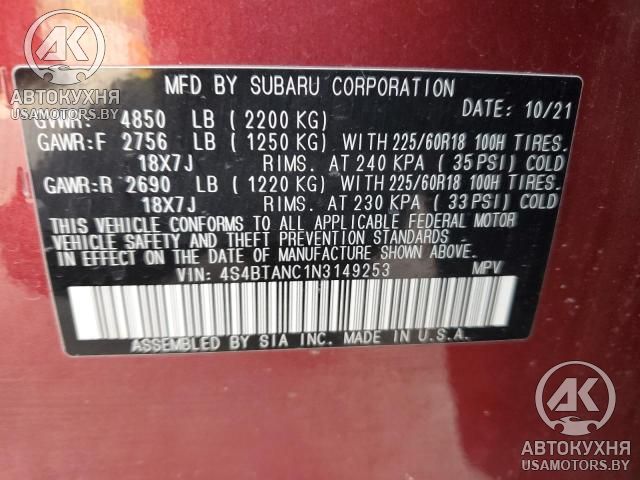 AK
АВТОКУХНЯ
USAMOTORS.BY
MFD BY SUBARU CORPORATION
DATE: 10/21
GVWR: 4850 LB ( 2200 KG)
GAWR:F 2756 LB ( 1250 KG) WITH 225/60R18 100H TIRES.
18X7J RIMS. AT 240 KPA ( 35 PSI) COLD
GAWR:R 2690 LB ( 1220 KG) WITH 225/60R18 100H TIRES.
18X7J RIMS. AT 230 KPA ( 33 PSI) COLD
THIS VEHICLE CONFORMS TO ALL APPLICABLE FEDERAL MOTOR
VEHICLE SAFETY AND THEFT PREVENTION STANDARDS IN EFFECT
ON THE DATE OF MANUFACTURE SHOWN ABOVE.
VIN: 4S4BTANC1N3149253 MPV
ASSEMBLED BY SIA INC. MADE IN U.S.A.
AK
АВТОКУХНЯ
USAMOTORS.BY